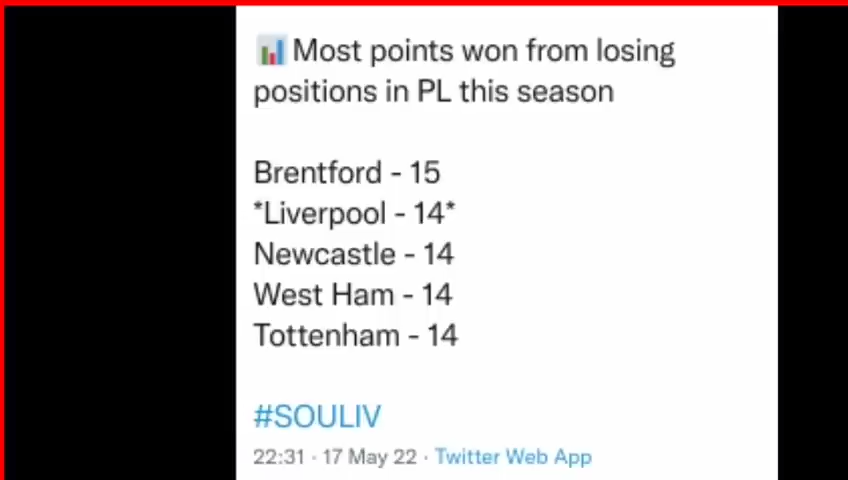 📊 Most points won from losing
positions in PL this season
Brentford - 15
*Liverpool - 14*
Newcastle - 14
West Ham - 14
Tottenham - 14
#SOULIV
22:31 · 17 May 22 · Twitter Web App